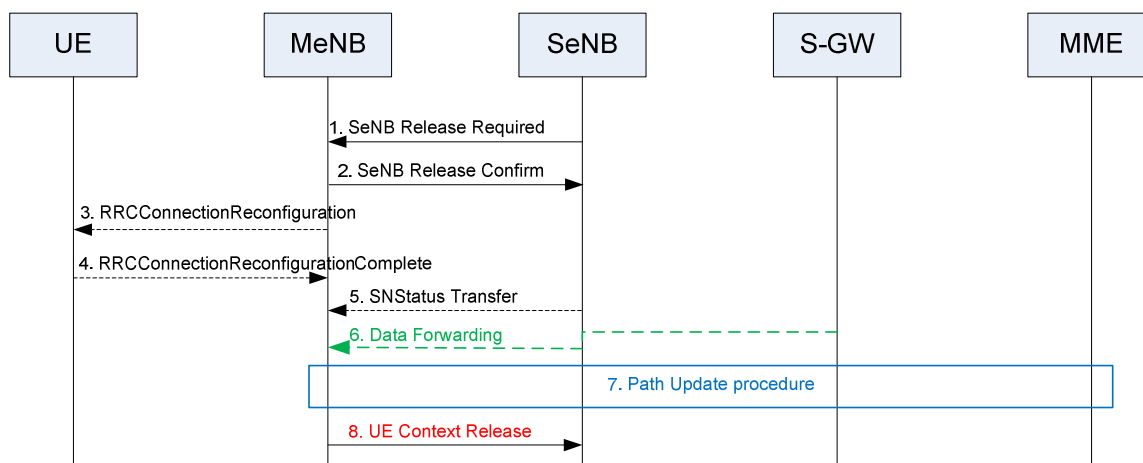 UE
MeNB
SeNB
S-GW
MME
1. SeNB Release Required
2. SeNB Release Confirm
3. RRCConnectionReconfiguration
4. RRCConnectionReconfigurationComplete
5. SNStatus Transfer
6. Data Forwarding
7. Path Update procedure
8. UE Context Release